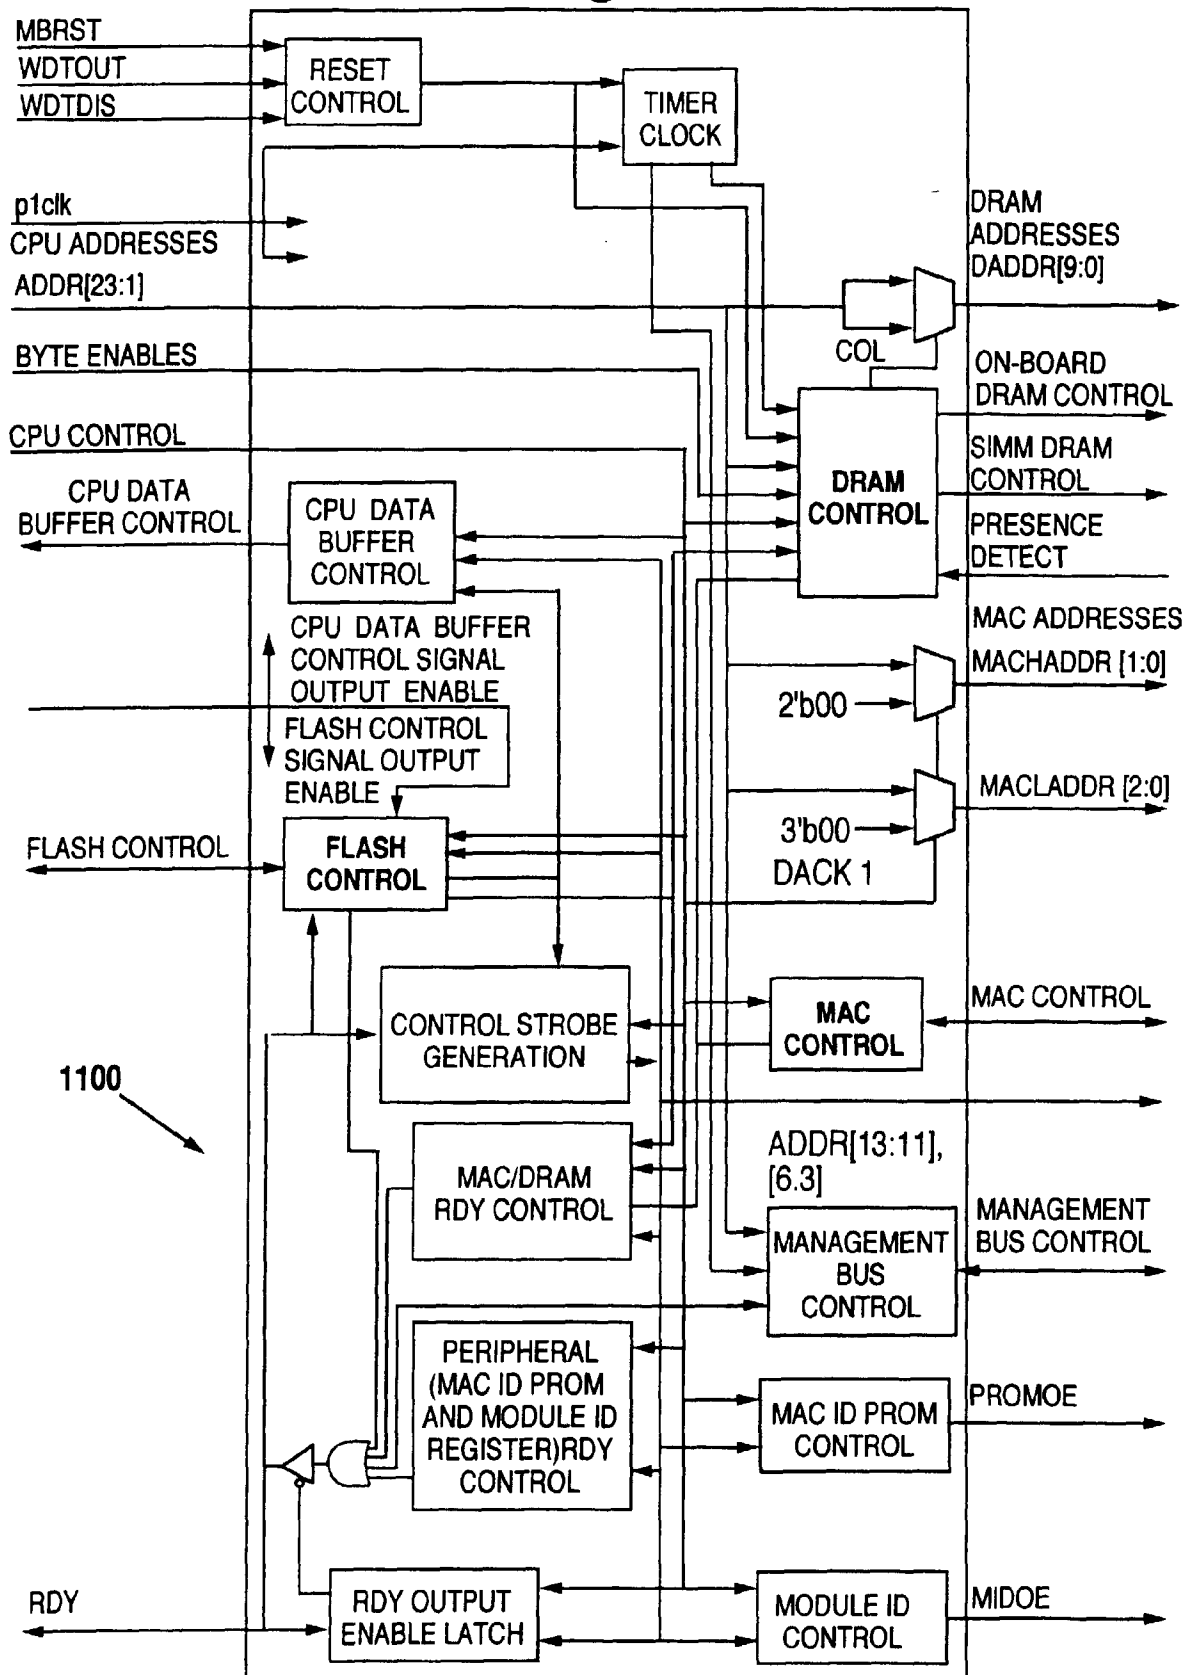 MBRST
WDTOUT
WDTDIS
RESET
CONTROL
TIMER
CLOCK
p1clk
CPU ADDRESSES
ADDR[23:1]
DRAM
ADDRESSES
DADDR[9:0]
BYTE ENABLES
COL
ON-BOARD
DRAM CONTROL
CPU CONTROL
SIMM DRAM
CONTROL
CPU DATA
BUFFER CONTROL
CPU DATA
BUFFER
CONTROL
DRAM
CONTROL
PRESENCE
DETECT
CPU DATA BUFFER
CONTROL SIGNAL
OUTPUT ENABLE
FLASH CONTROL
SIGNAL OUTPUT
ENABLE
MAC ADDRESSES
MACHADDR [1:0]
2'b00
MACLADDR [2:0]
3'b00
DACK 1
FLASH CONTROL
FLASH
CONTROL
CONTROL STROBE
GENERATION
MAC
CONTROL
MAC CONTROL
1100
MAC/DRAM
RDY CONTROL
ADDR[13:11],
[6.3]
MANAGEMENT
BUS
CONTROL
MANAGEMENT
BUS CONTROL
PERIPHERAL
(MAC ID PROM
AND MODULE ID
REGISTER)RDY
CONTROL
MAC ID PROM
CONTROL
PROMOE
RDY
RDY OUTPUT
ENABLE LATCH
MODULE ID
CONTROL
MIDOE